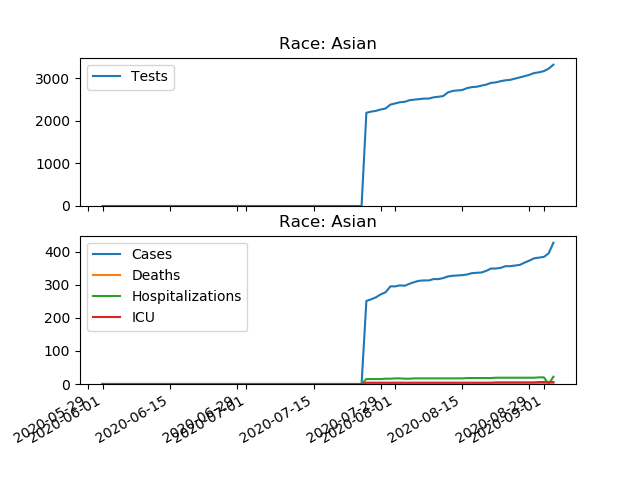 Race: Asian
3000
2000
1000
0
Tests
Race: Asian
400
300
200
100
0
Cases
Deaths
Hospitalizations
ICU
2020-05-29
2020-06-01
2020-06-15
2020-06-29
2020-07-01
2020-07-15
2020-07-29
2020-08-01
2020-08-15
2020-08-29
2020-09-01